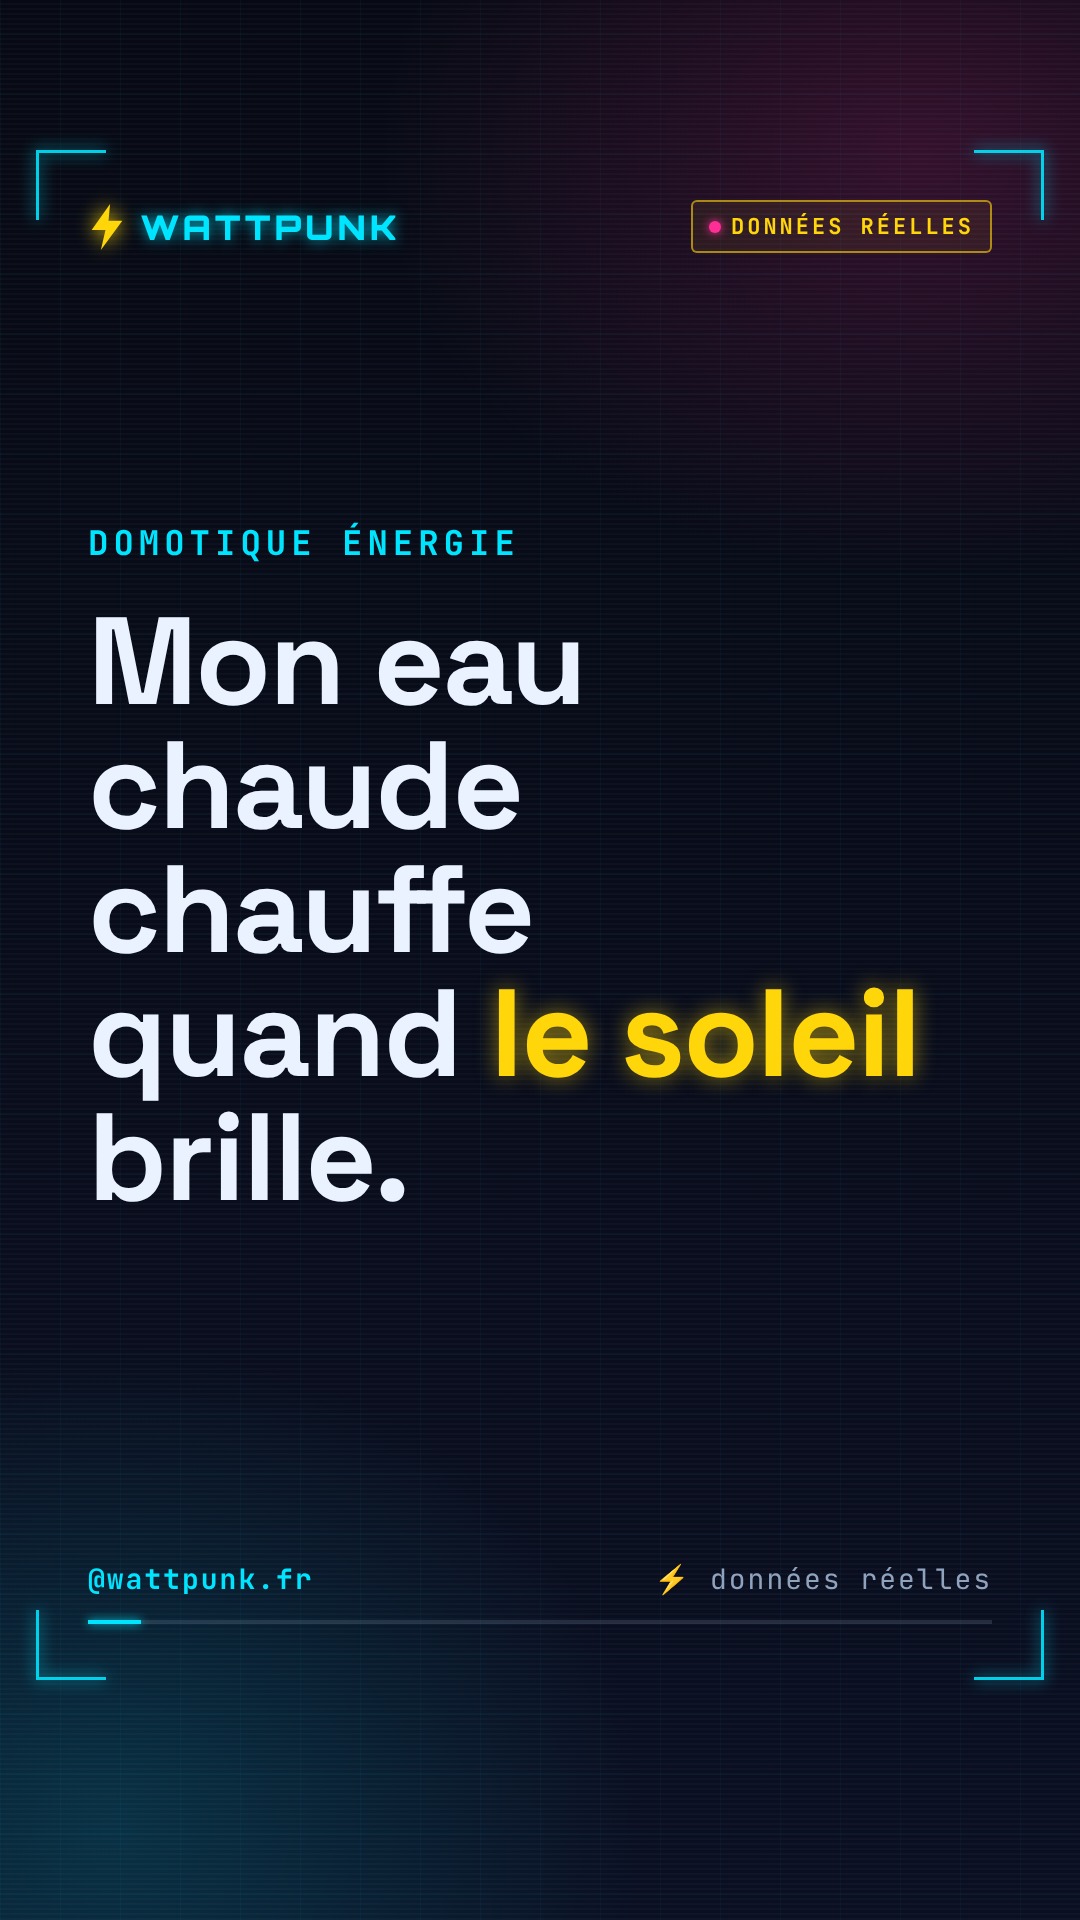 ⚡ WATTPUNK
DONNÉES RÉELLES
DOMOTIQUE ÉNERGIE
Mon eau
chaude
chauffe
quand le soleil
brille.
@wattpunk.fr
⚡ données réelles